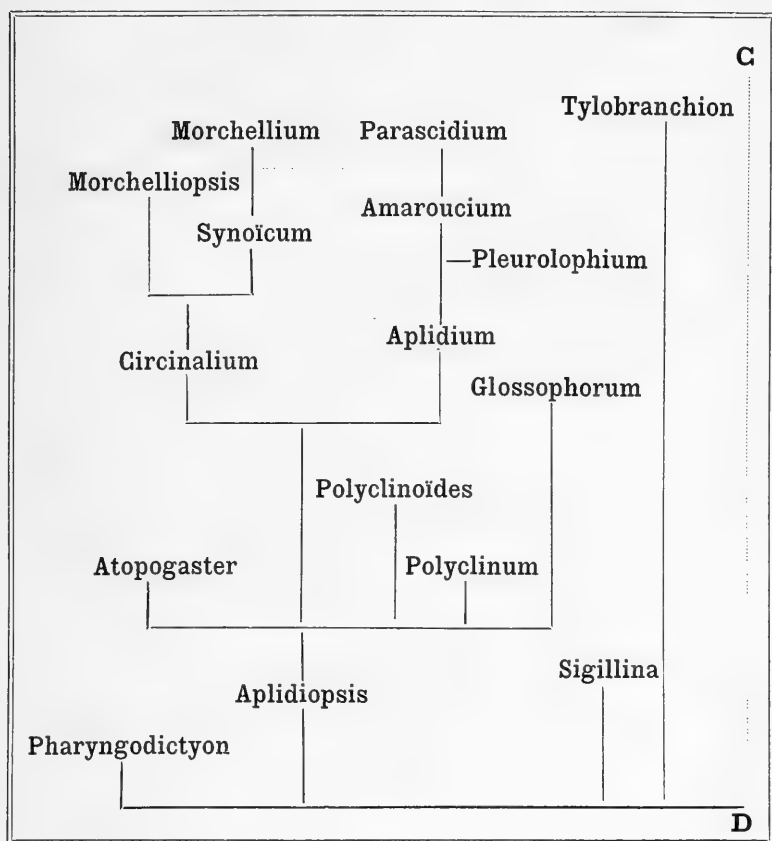 C
Tylobranchion
Morchellium Parascidium
Morchelliopsis
Amaroucium
Synoïcum
—Pleurolophium
Aplidium
Circinalium
Glossophorum
Polyclinoïdes
Atopogaster Polyclinum
Sigillina
Aplidiopsis
Pharyngodictyon
D